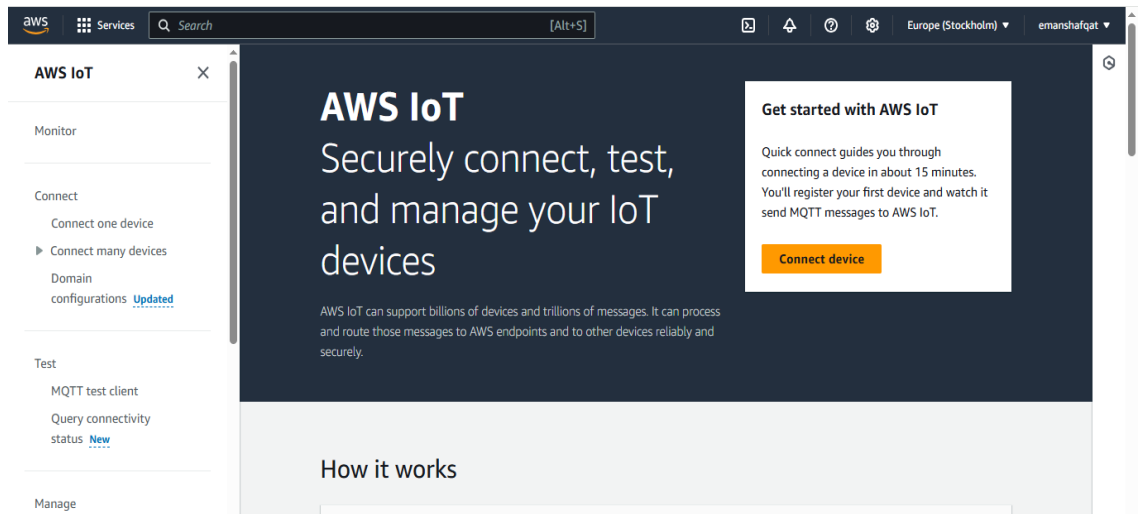 aws
Services
Search
[Alt+S]
Europe (Stockholm)
emanshafqat
AWS IoT
Monitor
Connect
Connect one device
Connect many devices
Domain
configurations Updated
Test
MQTT test client
Query connectivity
status New
Manage
AWS IoT
Securely connect, test,
and manage your IoT
devices
AWS IoT can support billions of devices and trillions of messages. It can process
and route those messages to AWS endpoints and to other devices reliably and
securely.
Get started with AWS IoT
Quick connect guides you through
connecting a device in about 15 minutes.
You'll register your first device and watch it
send MQTT messages to AWS IoT.
Connect device
How it works